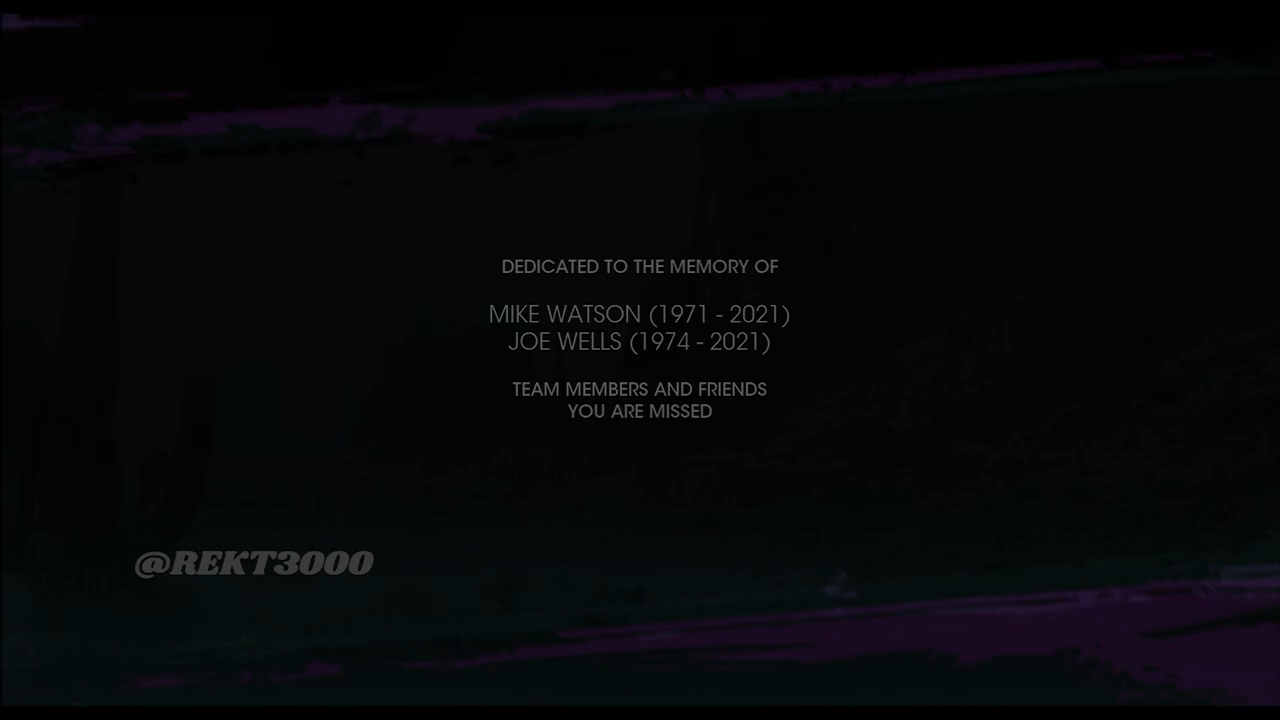 DEDICATED TO THE MEMORY OF
MIKE WATSON (1971 - 2021)
JOE WELLS (1974 - 2021)
TEAM MEMBERS AND FRIENDS
YOU ARE MISSED
@REKT3000